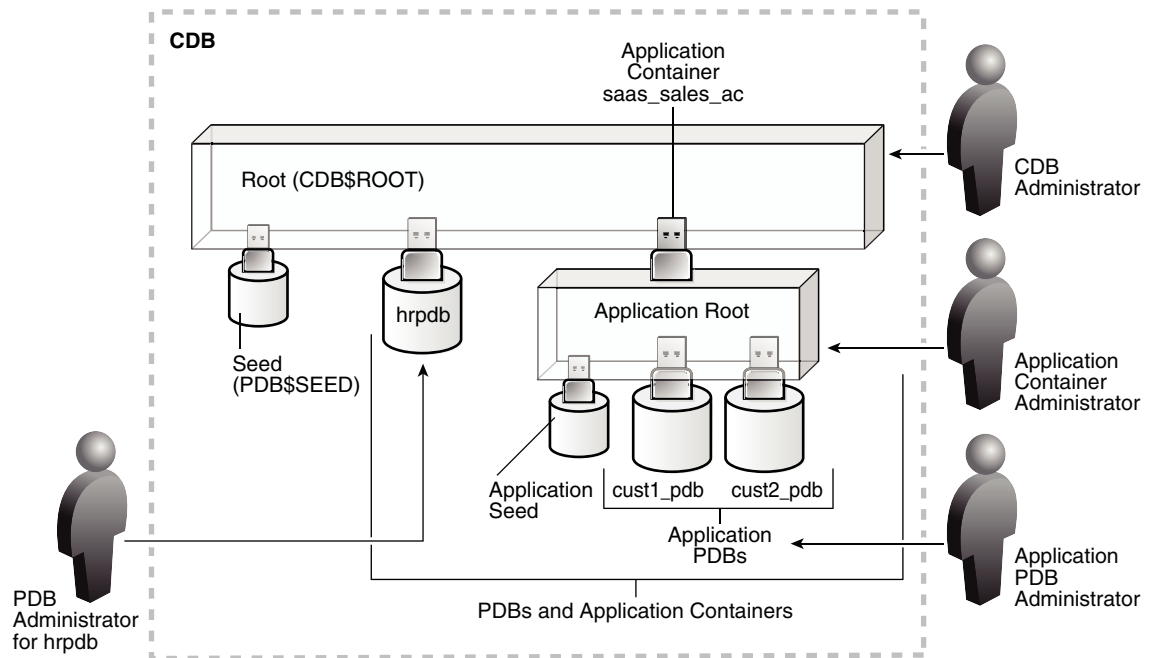 CDB
Application
Container
saas_sales_ac
Root (CDB$ROOT)
CDB
Administrator
hrpdb
Application Root
Seed
(PDB$SEED)
Application
Container
Administrator
Application
Seed
cust1_pdb
cust2_pdb
Application
PDBs
Application
PDB
Administrator
PDB
Administrator
for hrpdb
PDBs and Application Containers